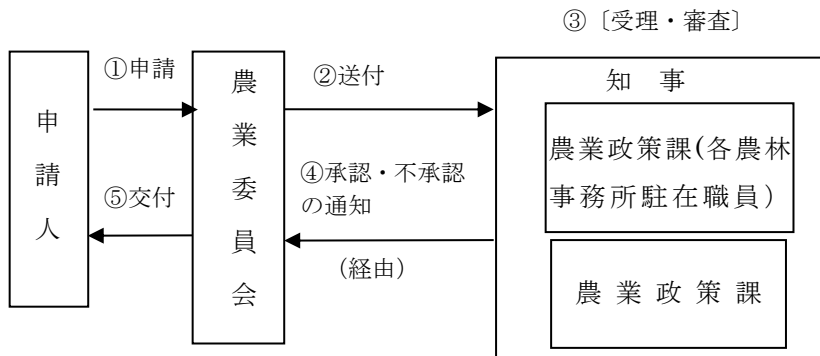 ③〔受理・審査〕
①申請
②送付
知　事
申請人
農業委員会
農業政策課(各農林
事務所駐在職員）
④承認・不承認
の通知
⑤交付
（経由）
農業政策課